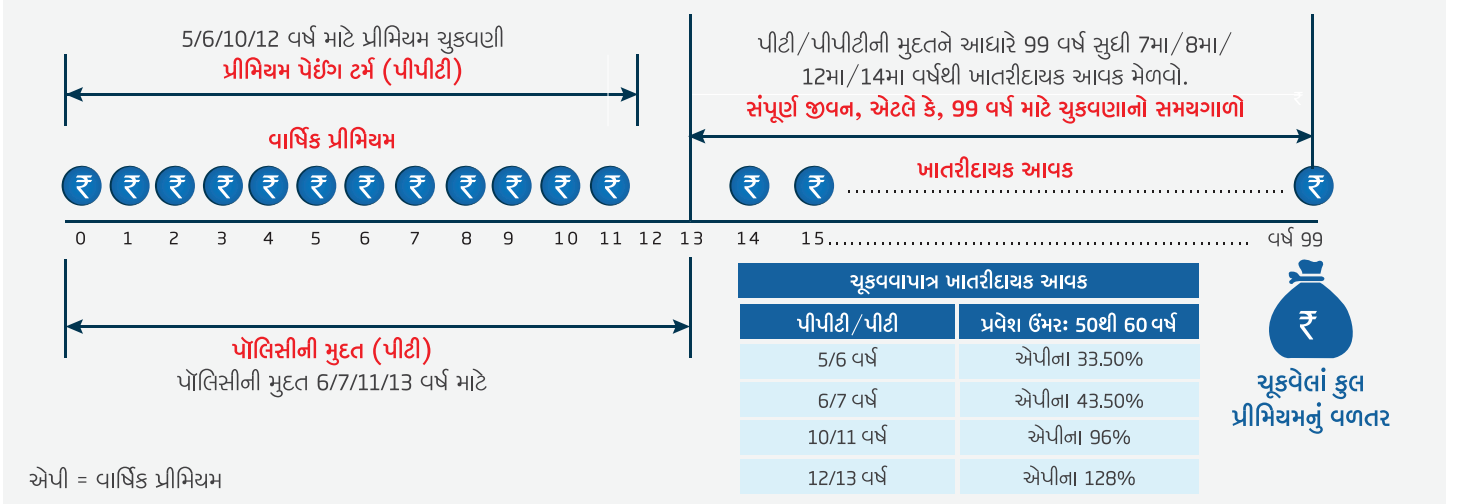 5/6/10/12 વર્ષ માટે પ્રીમિયમ ચુકવણી
પ્રીમિયમ પેઈંગ ટર્મ (પીપીટી)
પીટી/પીપીટીની મુદતને આધારે 99 વર્ષ સુધી 7મા/8મા/
12મા/14મા વર્ષથી ખાતરીદાયક આવક મેળવો.
સંપૂર્ણ જીવન, એટલે કે, 99 વર્ષ માટે ચુકવણાનો સમયગાળો
વાર્ષિક પ્રીમિયમ
ખાતરીદાયક આવક
₹ ₹ ₹ ₹ ₹ ₹ ₹ ₹ ₹ ₹ ₹ ₹ ₹ ₹ ........ ₹
0 1 2 3 4 5 6 7 8 9 10 11 12 13 14 15........ વર્ષ 99
પૉલિસીની મુદત (પીટી)
પૉલિસીની મુદત 6/7/11/13 વર્ષ માટે
ચૂકવવાપાત્ર ખાતરીદાયક આવક
પીપીટી/પીટી પ્રવેશ ઉંમરઃ 50થી 60 વર્ષ
5/6 વર્ષ એપીના 33.50%
6/7 વર્ષ એપીના 43.50%
10/11 વર્ષ એપીના 96%
12/13 વર્ષ એપીના 128%
₹
ચૂકવેલાં કુલ
પ્રીમિયમનું વળતર
એપી = વાર્ષિક પ્રીમિયમ